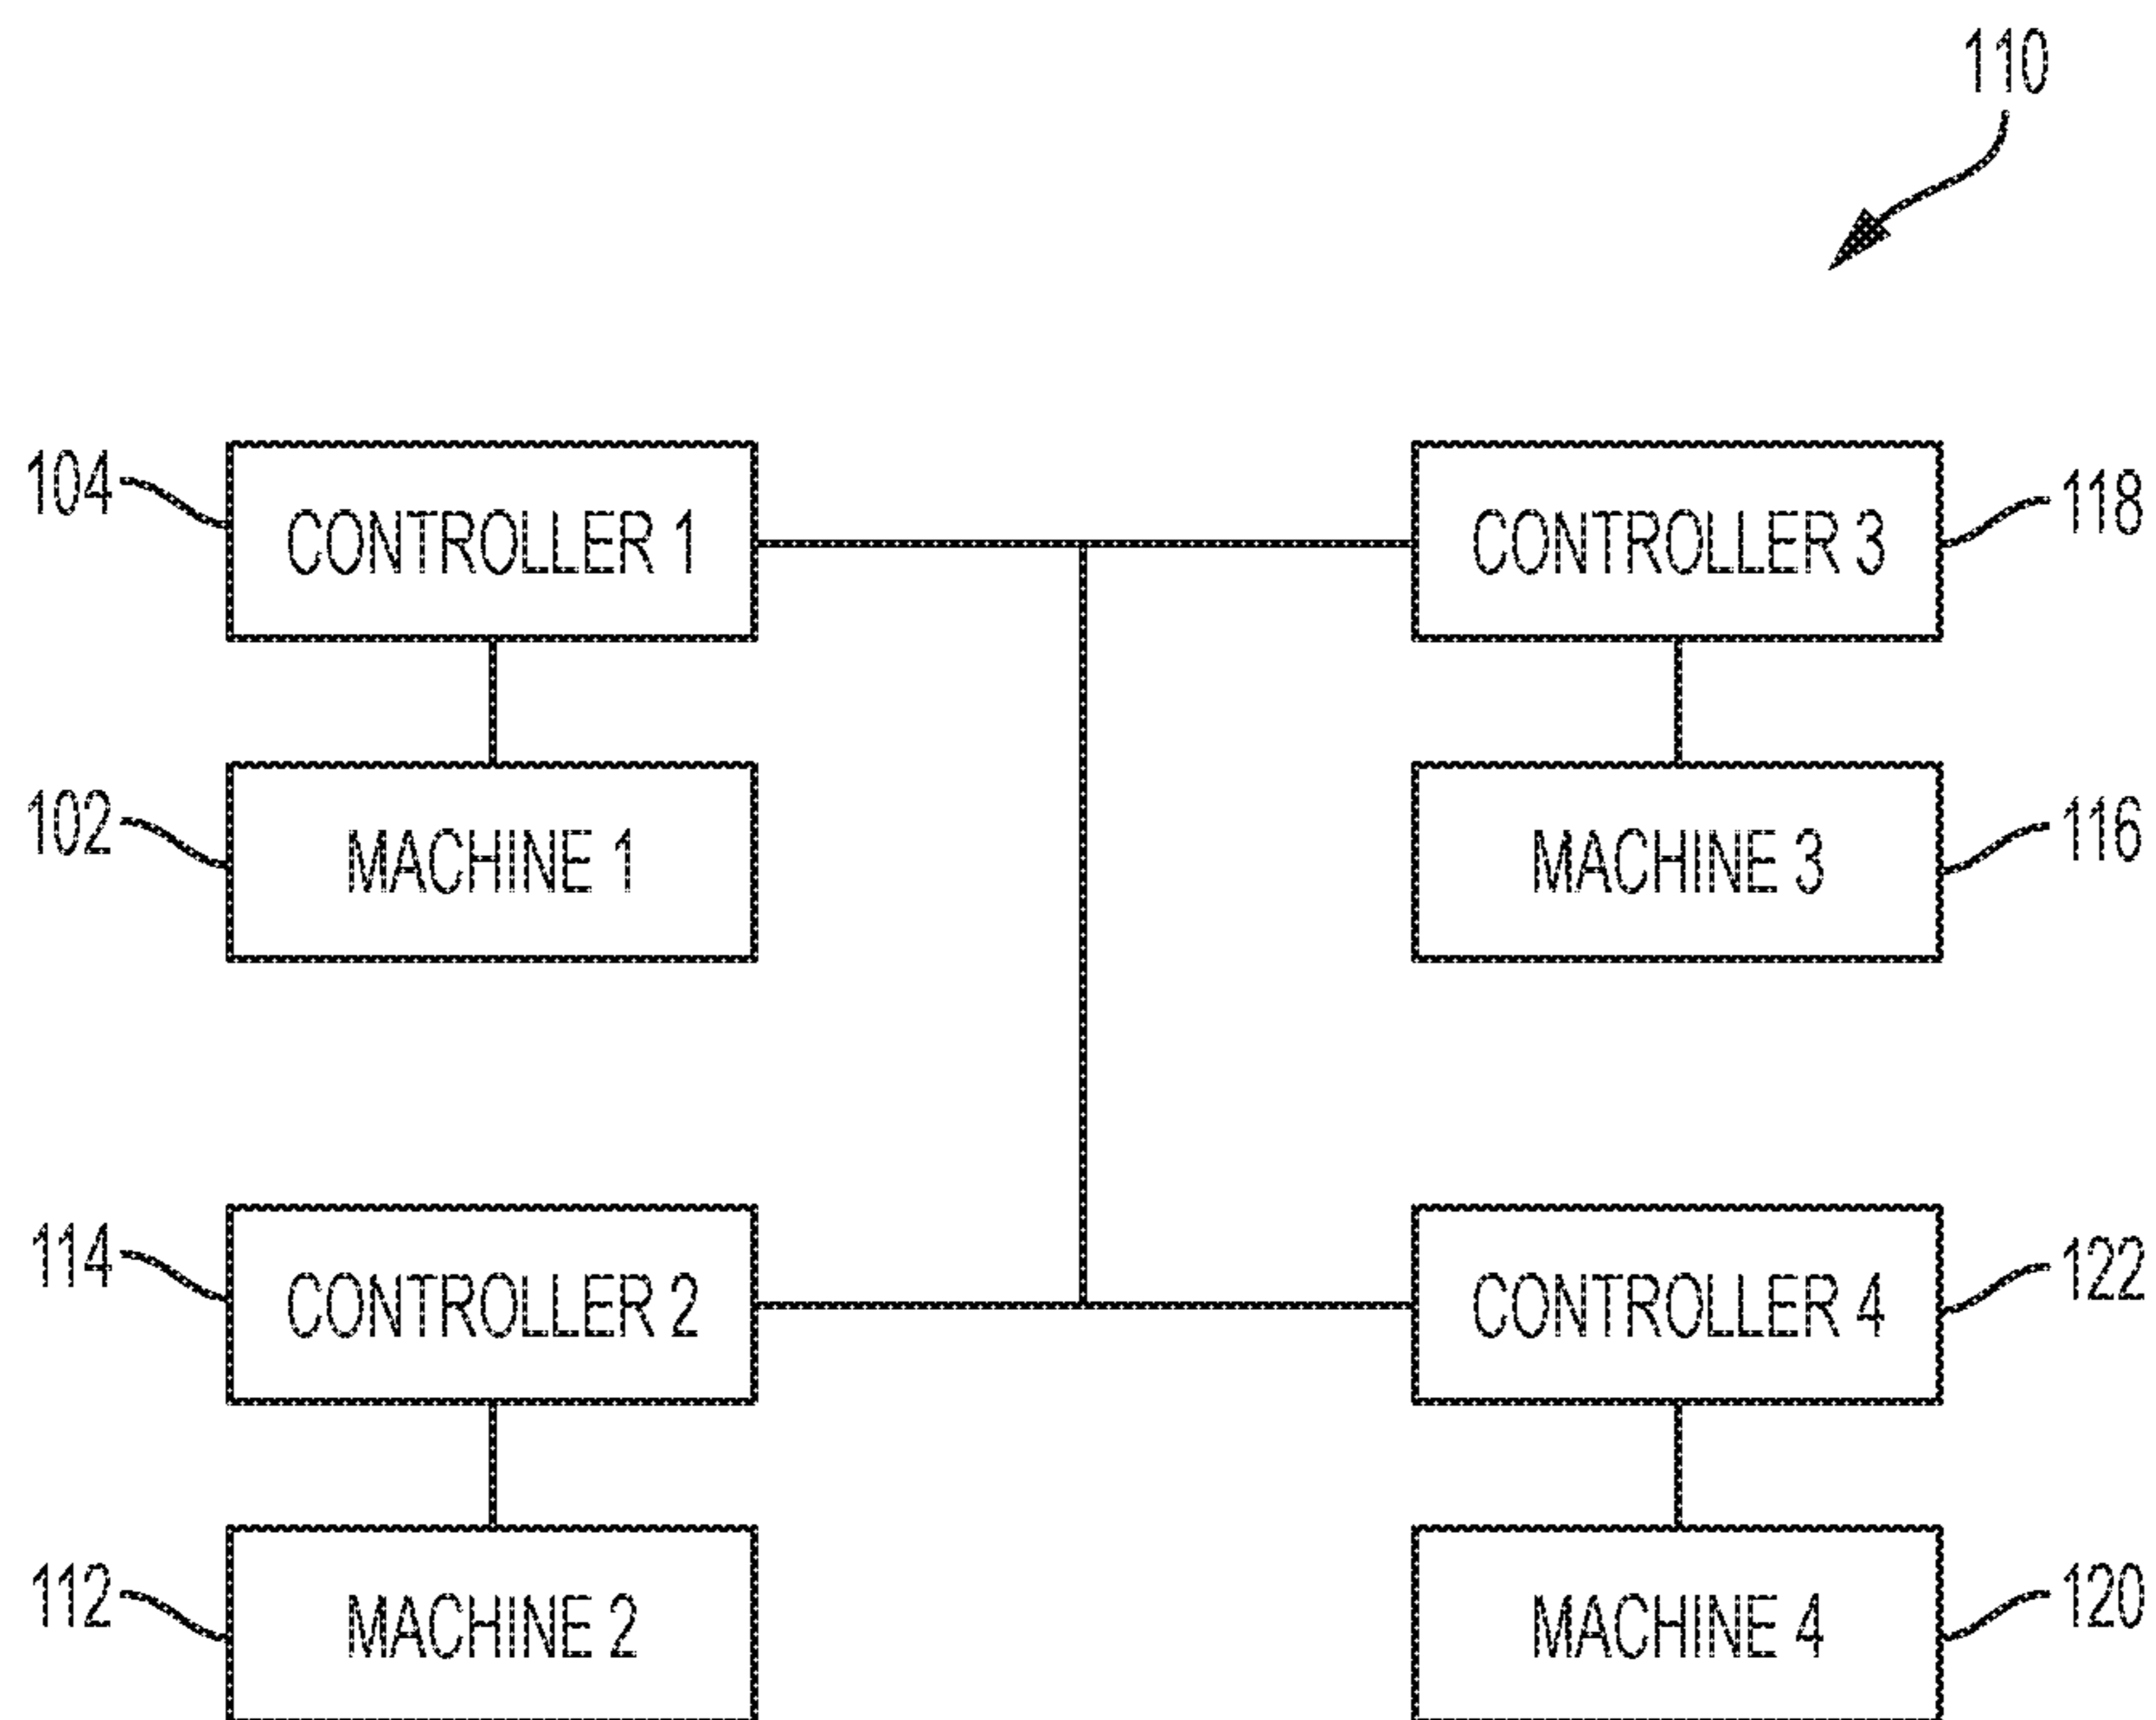 110
104
CONTROLLER 1
CONTROLLER 3
118
102
MACHINE 1
MACHINE 3
116
114
CONTROLLER 2
CONTROLLER 4
122
112
MACHINE 2
MACHINE 4
120